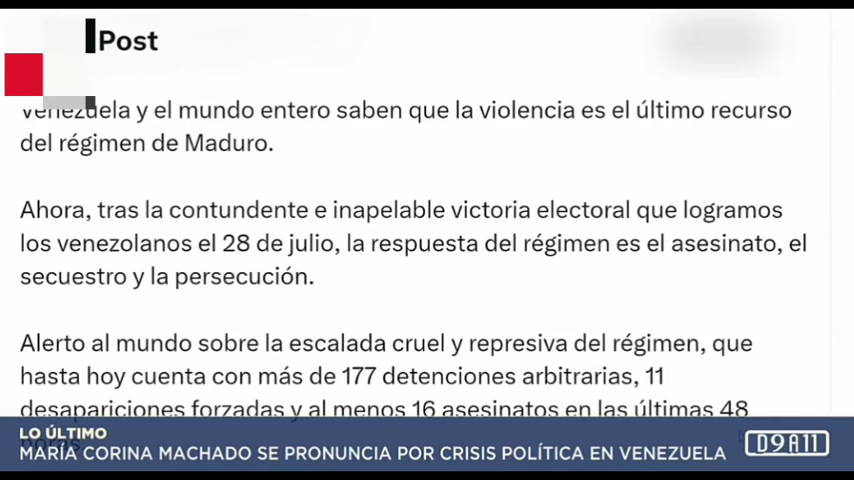 Post
Venezuela y el mundo entero saben que la violencia es el último recurso
del régimen de Maduro.
Ahora, tras la contundente e inapelable victoria electoral que logramos
los venezolanos el 28 de julio, la respuesta del régimen es el asesinato, el
secuestro y la persecución.
Alerto al mundo sobre la escalada cruel y represiva del régimen, que
hasta hoy cuenta con más de 177 detenciones arbitrarias, 11
desapariciones forzadas y al menos 16 asesinatos en las últimas 48
LO ÚLTIMO
MARÍA CORINA MACHADO SE PRONUNCIA POR CRISIS POLÍTICA EN VENEZUELA
D9A11